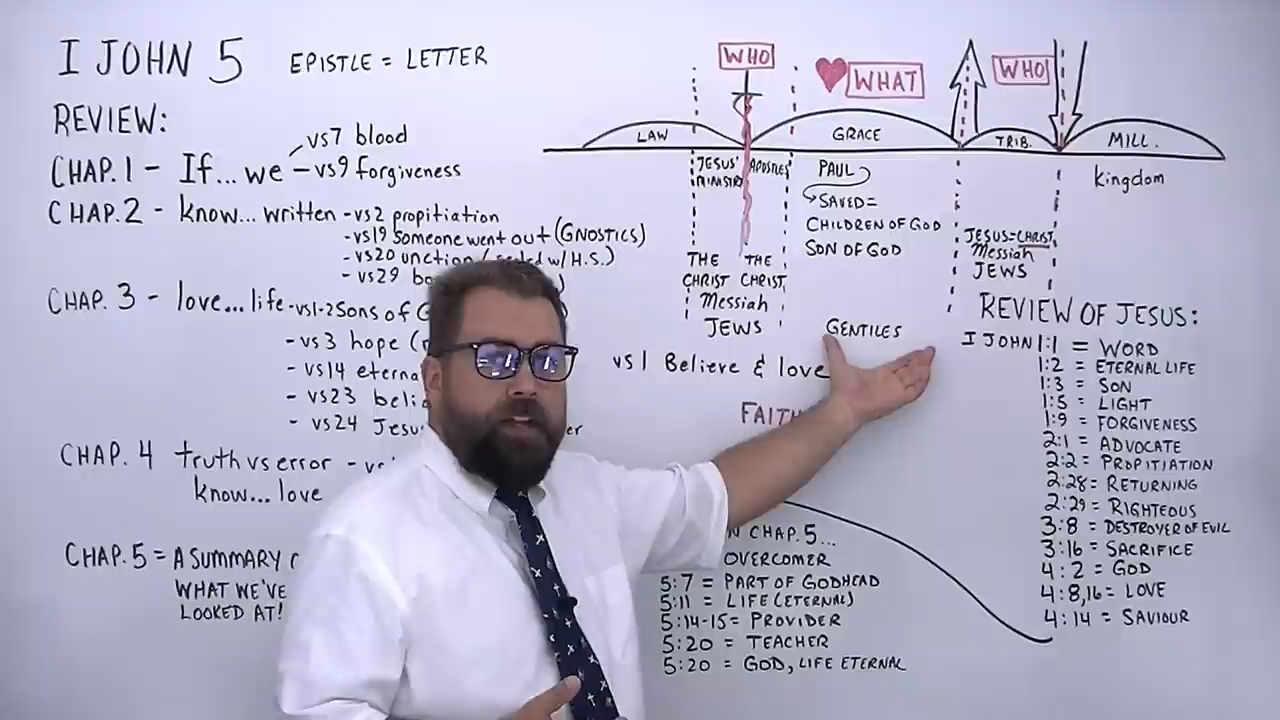 I JOHN 5 EPISTLE = LETTER
REVIEW:
CHAP. 1 - If... we - vs7 blood
- vs9 forgiveness
CHAP. 2 - know... written - vs2 propitiation
- vs19 someone went out (GNOSTICS)
- vs20 unction ( w/ H.S.)
- vs29
CHAP. 3 - love... life - vs1-2 Sons of
- vs3 hope
- vs14
- vs23
- vs24
CHAP. 4 truth vs error -
know... love
CHAP. 5 = A SUMMARY
WHAT WE'VE
LOOKED AT!
WHO
WHAT
WHO
LAW
GRACE
TRIB.
MILL.
JESUS' MINISTRY
APOSTLES
PAUL
SAVED =
CHILDREN OF GOD
SON OF GOD
Kingdom
THE CHRIST
Messiah
THE CHRIST
JEWS
GENTILES
JESUS = CHRIST
Messiah
JEWS
vs1 Believe & love
FAITH
CHAP. 5...
OVERCOMER
5:7 = PART OF GODHEAD
5:11 = LIFE (ETERNAL)
5:14-15 = PROVIDER
5:20 = TEACHER
5:20 = GOD, LIFE ETERNAL
REVIEW OF JESUS:
I JOHN 1:1 = WORD
1:2 = ETERNAL LIFE
1:3 = SON
1:5 = LIGHT
1:9 = FORGIVENESS
2:1 = ADVOCATE
2:2 = PROPITIATION
2:28 = RETURNING
2:29 = RIGHTEOUS
3:8 = DESTROYER OF EVIL
3:16 = SACRIFICE
4:2 = GOD
4:8,16 = LOVE
4:14 = SAVIOUR